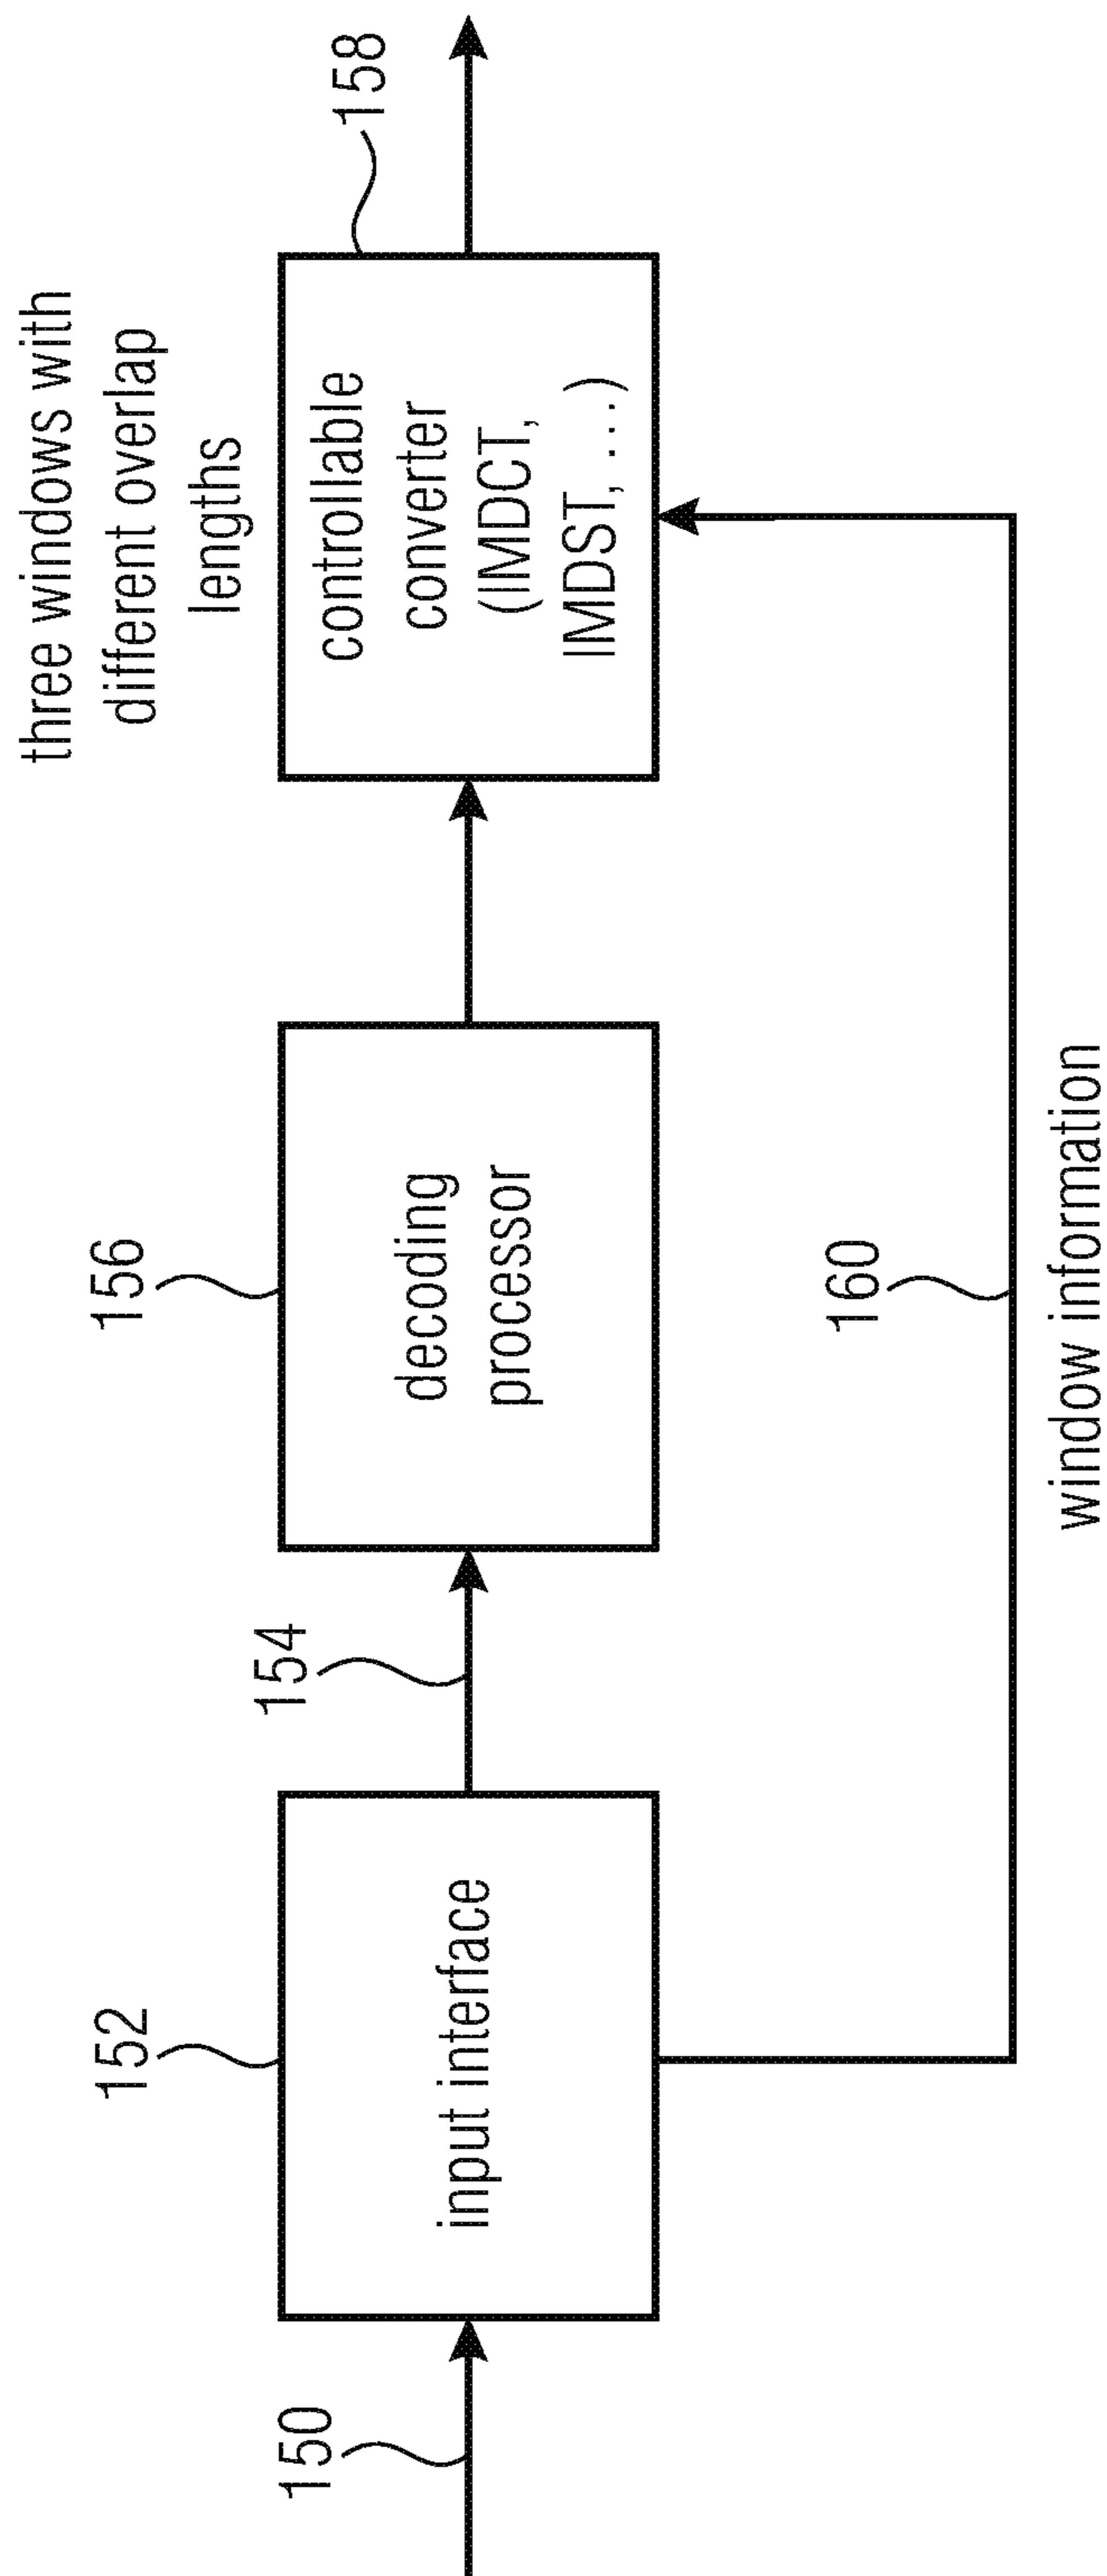 150
152
input interface
154
156
decoding
processor
three windows with
different overlap
lengths
158
controllable
converter
(IMDCT,
IMDST, ...)
160
window information